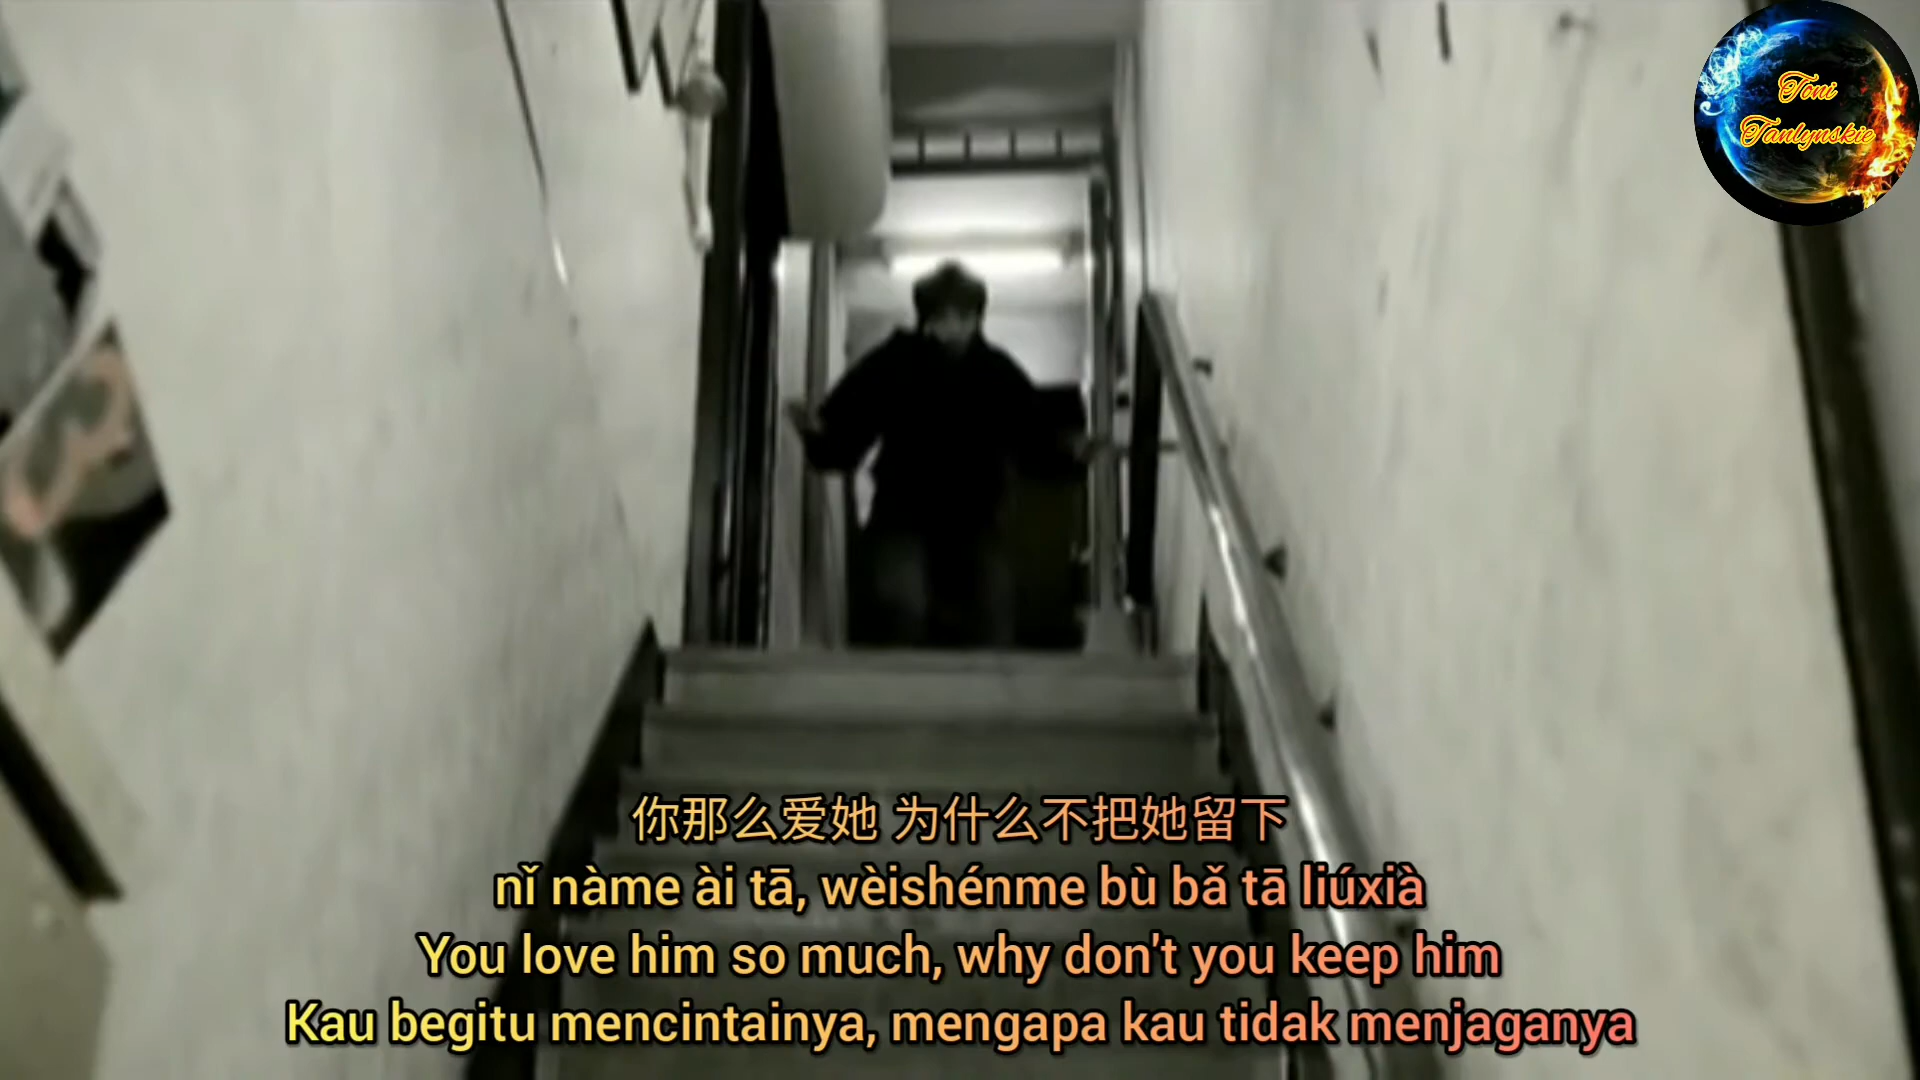 Toni
Tanlynskie
你那么爱她 为什么不把她留下
nǐ nàme ài tā, wèishénme bù bǎ tā liúxià
You love him so much, why don't you keep him
Kau begitu mencintainya, mengapa kau tidak menjaganya